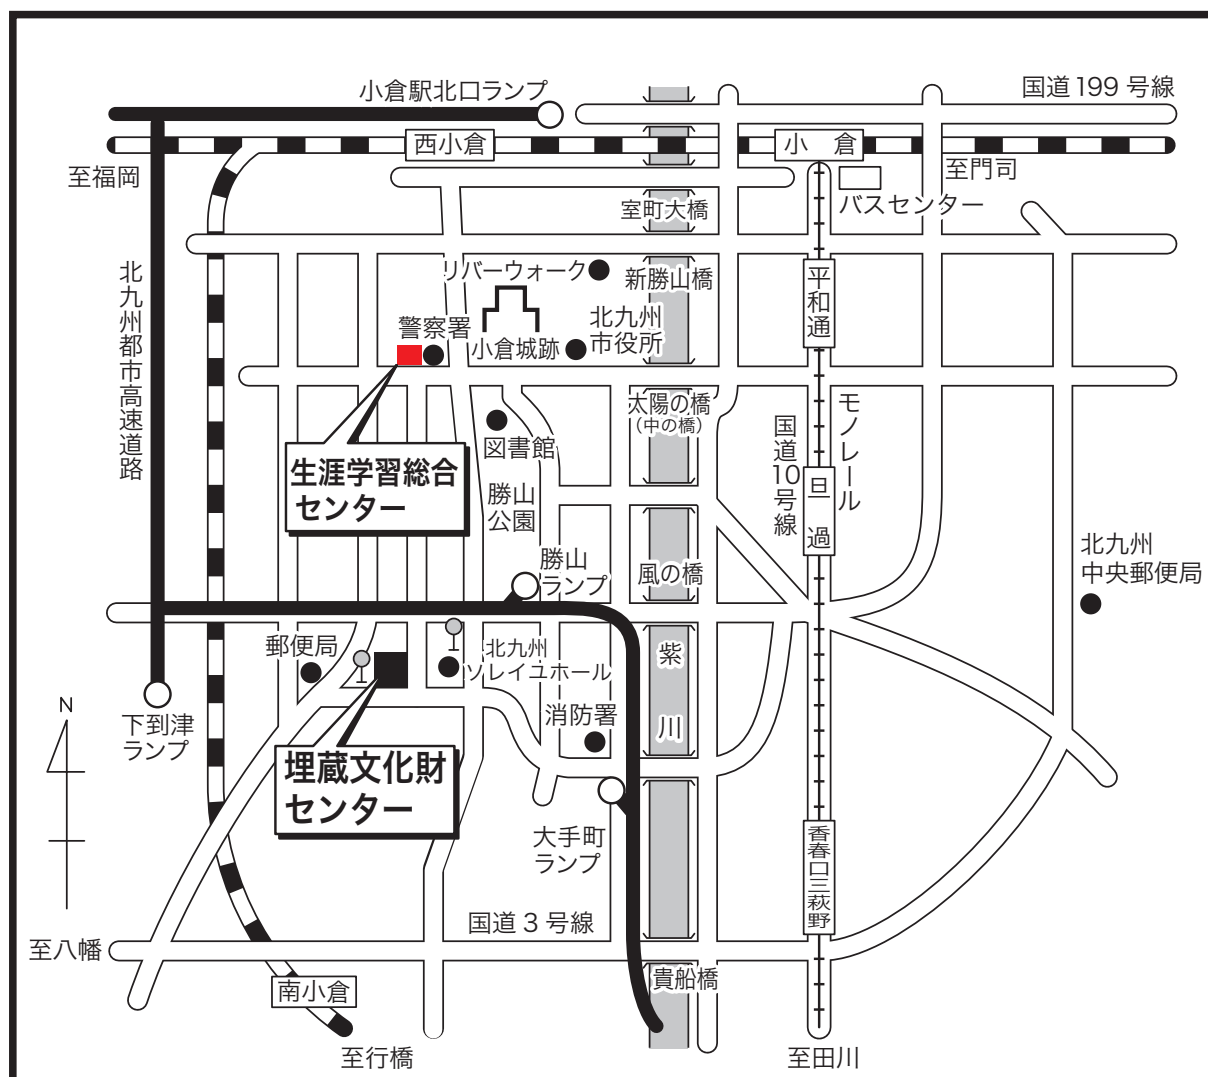 小倉駅北口ランプ
国道199号線
西小倉
小倉
至福岡
至門司
バスセンター
室町大橋
リバーウォーク
新勝山橋
平和通
北九州都市高速道路
警察署
小倉城跡
北九州
市役所
太陽の橋
(中の橋)
モノレール
国道10号線
図書館
生涯学習総合
センター
勝山
公園
旦過
北九州
中央郵便局
勝山
ランプ
風の橋
郵便局
北九州
ソレイユホール
紫川
消防署
N
下到津
ランプ
埋蔵文化財
センター
大手町
ランプ
香春口三萩野
国道3号線
至八幡
南小倉
貴船橋
至行橋
至田川